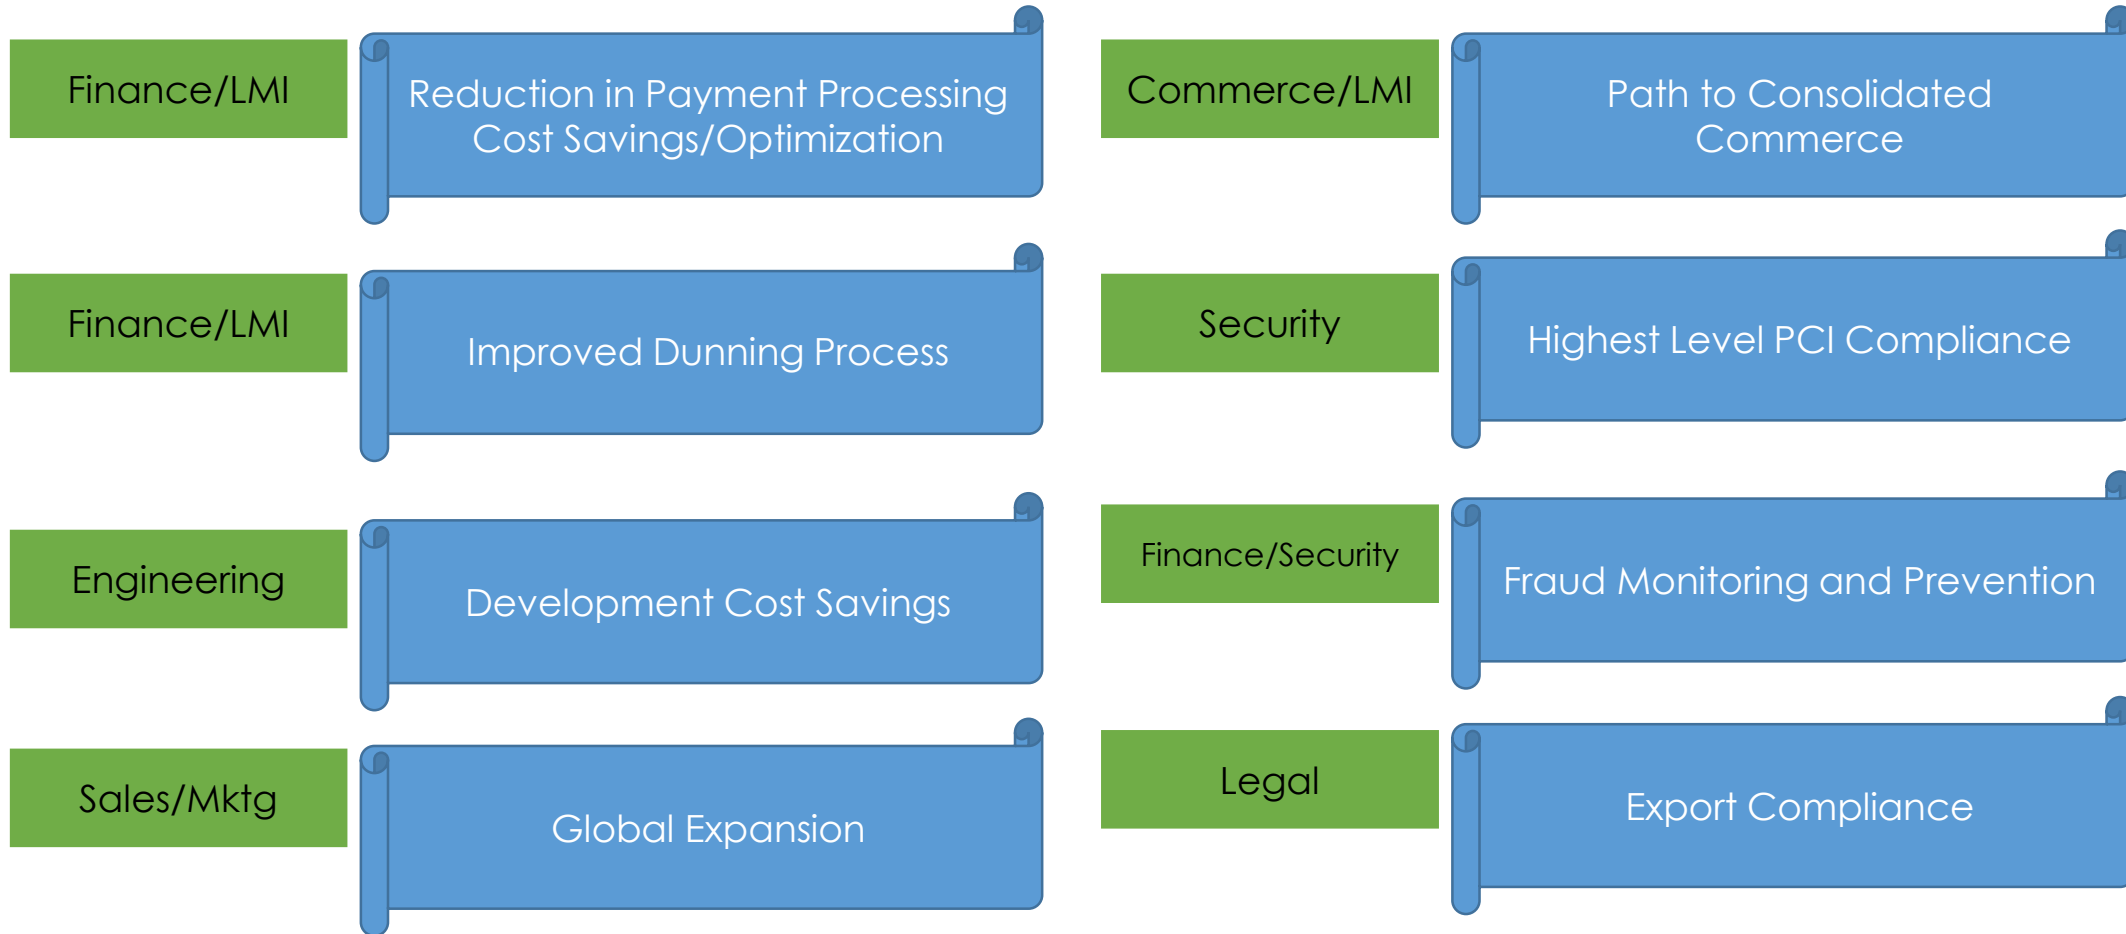 Finance/LMI
Reduction in Payment Processing
Cost Savings/Optimization
Finance/LMI
Improved Dunning Process
Engineering
Development Cost Savings
Sales/Mktg
Global Expansion
Commerce/LMI
Path to Consolidated
Commerce
Security
Highest Level PCI Compliance
Finance/Security
Fraud Monitoring and Prevention
Legal
Export Compliance